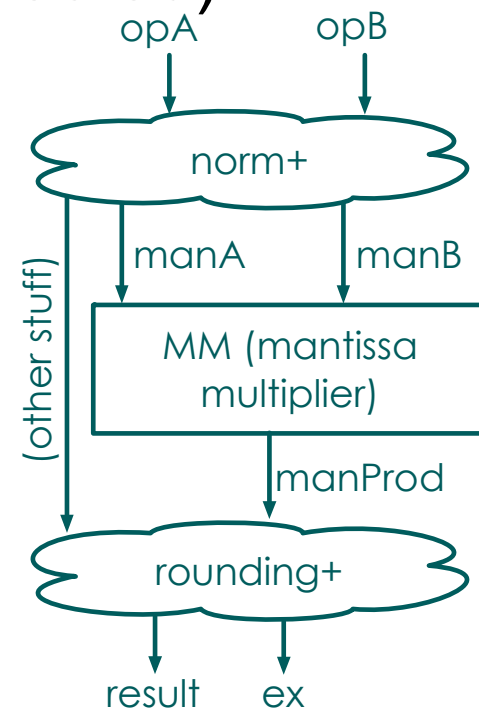 opA
opB
norm+
manA
manB
(other stuff)
MM (mantissa
multiplier)
manProd
rounding+
result
ex